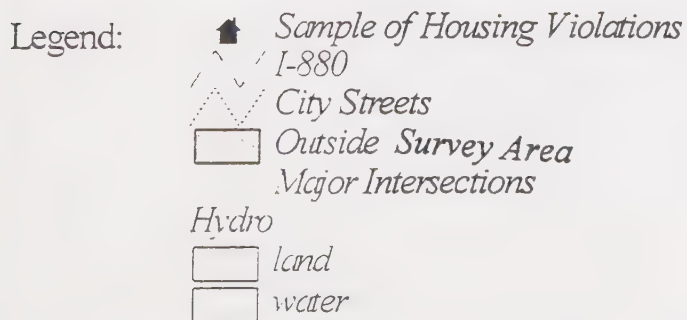 Legend: Sample of Housing Violations
I-880
City Streets
Outside Survey Area
Major Intersections
Hydro
land
water